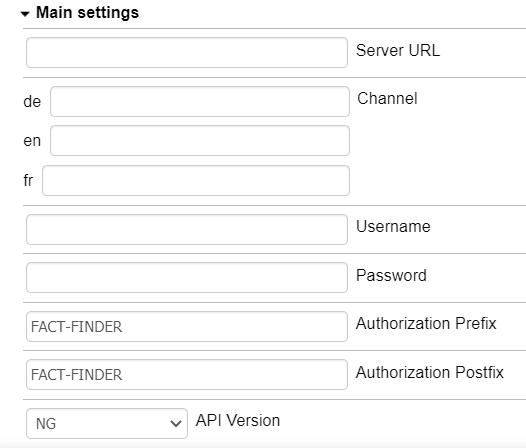 Main settings
Server URL
de Channel
en
fr
Username
Password
FACT-FINDER Authorization Prefix
FACT-FINDER Authorization Postfix
NG API Version